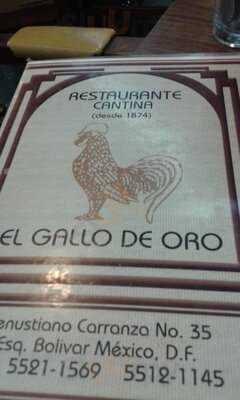 RESTAURANTE
CANTINA
(desde 1874)
EL GALLO DE ORO
enustiano Carranza No. 35
Esq. Bolivar México, D.F.
5521-1569 5512-1145